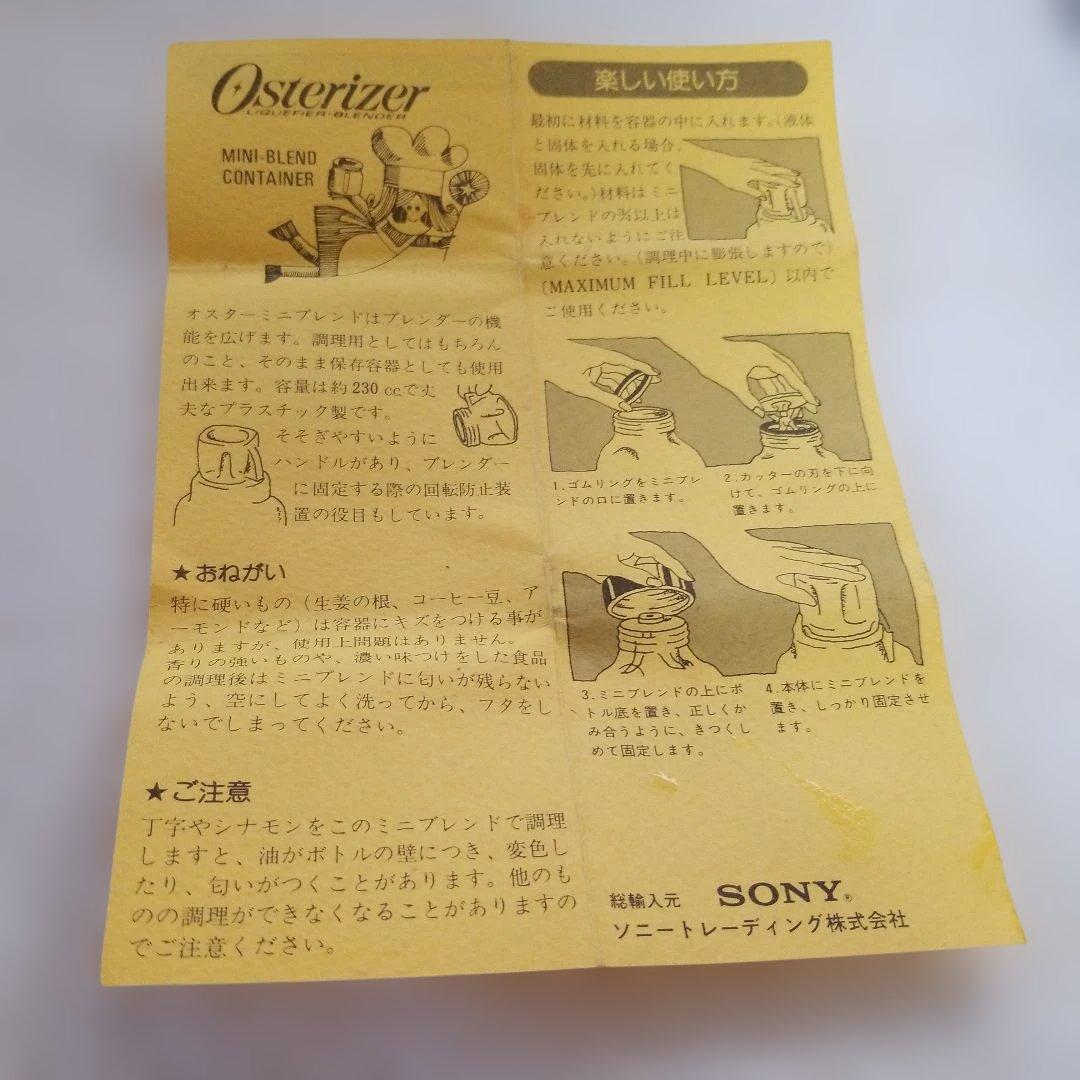 Osterizer
LIQUEFIER-BLENDER
MINI-BLEND
CONTAINER
オスターミニブレンドはブレンダーの機
能を広げます。調理用としてはもちろん
のこと、そのまま保存容器としても使用
出来ます。容量は約230ccで丈
夫なプラスチック製です。
そそぎやすいように
ハンドルがあり、ブレンダー
に固定する際の回転防止装
置の役目もしています。
★おねがい
特に硬いもの（生姜の根、コーヒー豆、ア
ーモンドなど）は容器にキズをつける事が
ありますが、使用上問題はありません。
香りの強いものや、濃い味つけをした食品
の調理後はミニブレンドに匂いが残らない
よう、空にしてよく洗ってから、フタをし
ないでしまってください。
★ご注意
丁字やシナモンをこのミニブレンドで調理
しますと、油がボトルの壁につき、変色し
たり、匂いがつくことがあります。他のも
のの調理ができなくなることがありますの
でご注意ください。
楽しい使い方
最初に材料を容器の中に入れます。（液体
と固体を入れる場合、
固体を先に入れてく
ださい。）材料はミニ
ブレンドの以上は
入れないようにご注
意ください。（調理中に膨張しますので）
〔MAXIMUM FILL LEVEL〕以内で
ご使用ください。
1.ゴムリングをミニブレ
ンドの口に置きます。
2.カッターの刃を下に向
けて、ゴムリングの上に
置きます。
3.ミニブレンドの上にボ
トル底を置き、正しくか
み合うように、きつくし
めて固定します。
4.本体にミニブレンドを
置き、しっかり固定させ
ます。
総輸入元 SONY®
ソニートレーディング株式会社